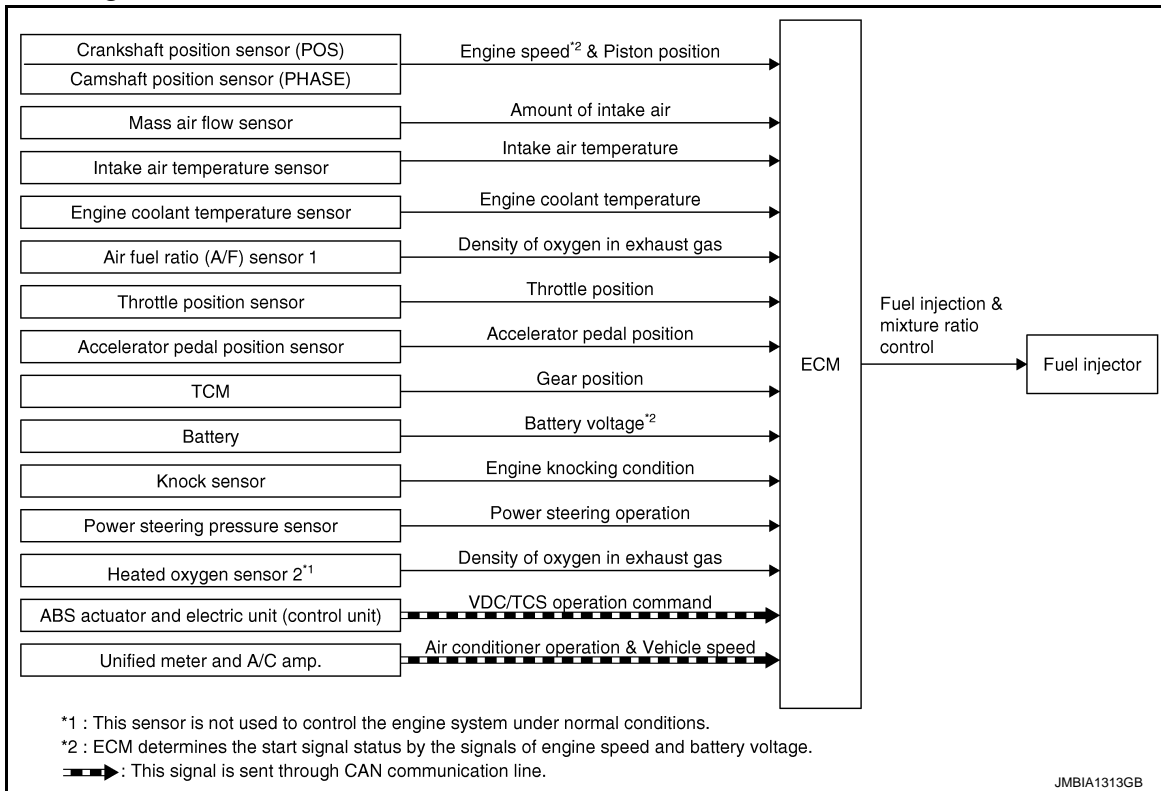 Crankshaft position sensor (POS)
Engine speed*2 & Piston position
Camshaft position sensor (PHASE)
Mass air flow sensor
Amount of intake air
Intake air temperature sensor
Intake air temperature
Engine coolant temperature sensor
Engine coolant temperature
Air fuel ratio (A/F) sensor 1
Density of oxygen in exhaust gas
Throttle position sensor
Throttle position
Accelerator pedal position sensor
Accelerator pedal position
TCM
Gear position
Battery
Battery voltage*2
Knock sensor
Engine knocking condition
Power steering pressure sensor
Power steering operation
Heated oxygen sensor 2*1
Density of oxygen in exhaust gas
ABS actuator and electric unit (control unit)
VDC/TCS operation command
Unified meter and A/C amp.
Air conditioner operation & Vehicle speed
ECM
Fuel injection &
mixture ratio
control
Fuel injector
*1 : This sensor is not used to control the engine system under normal conditions.
*2 : ECM determines the start signal status by the signals of engine speed and battery voltage.
: This signal is sent through CAN communication line.
JMBIA1313GB